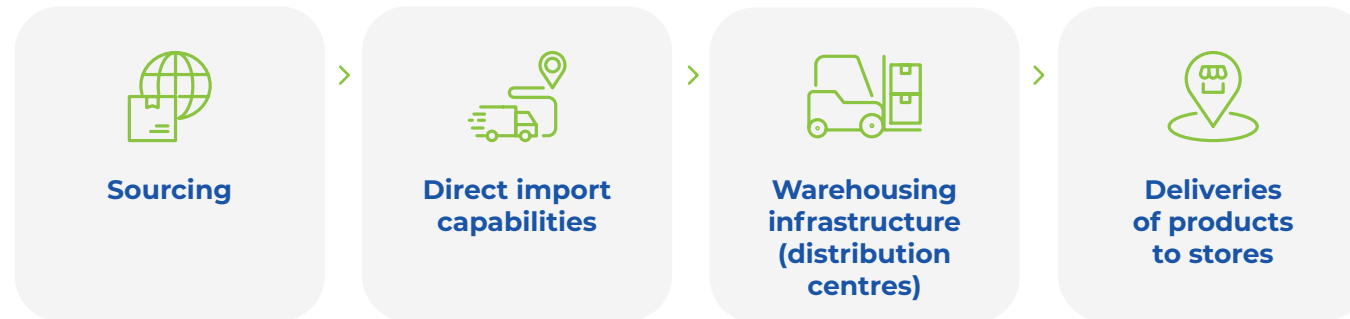 Sourcing
Direct import
capabilities
Warehousing
infrastructure
(distribution
centres)
Deliveries
of products
to stores